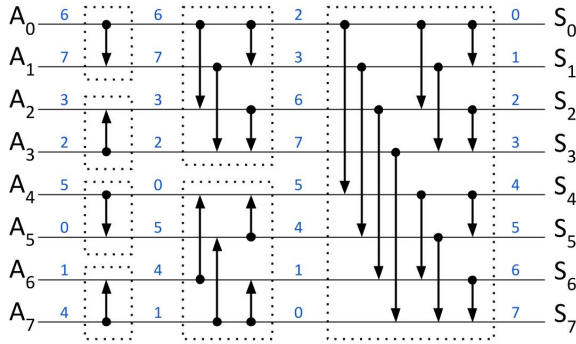 A0 6 6 2 0 S0
A1 7 7 3 1 S1
A2 3 3 6 2 S2
A3 2 2 7 3 S3
A4 5 0 5 4 S4
A5 0 5 4 5 S5
A6 1 4 1 6 S6
A7 4 1 0 7 S7